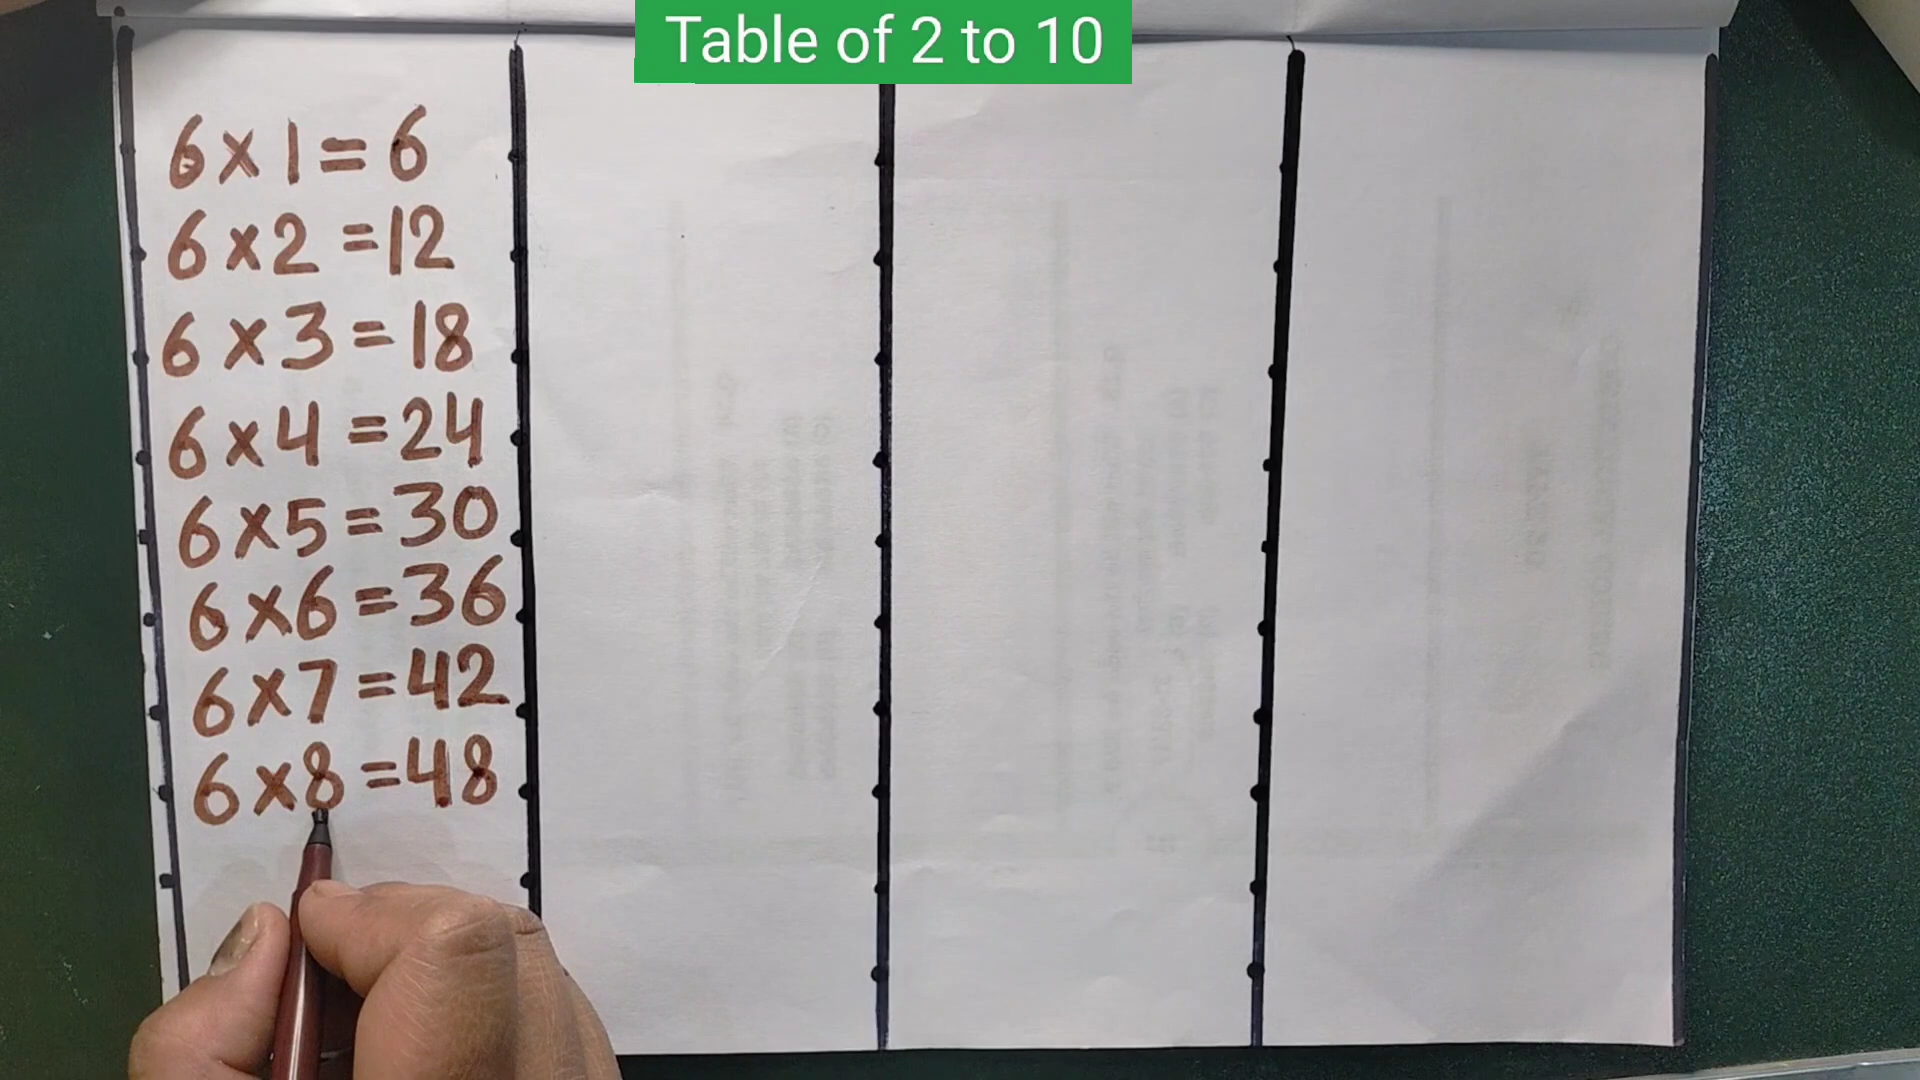 Table of 2 to 10
6 x 1 = 6
6 x 2 = 12
6 x 3 = 18
6 x 4 = 24
6 x 5 = 30
6 x 6 = 36
6 x 7 = 42
6 x 8 = 48